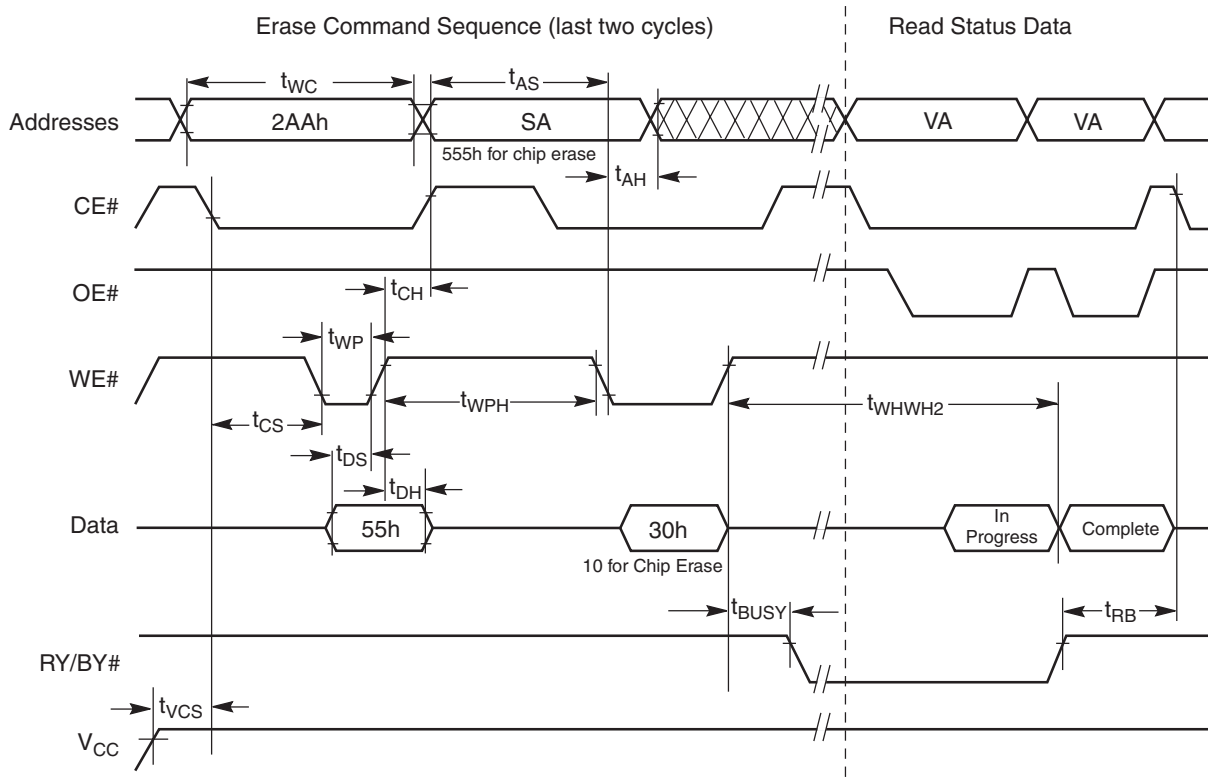 Erase Command Sequence (last two cycles)
Read Status Data
tWC
tAS
Addresses
2AAh
SA
VA
VA
555h for chip erase
tAH
CE#
OE#
tCH
tWP
WE#
tWPH
tWHWH2
tCS
tDS
tDH
Data
55h
30h
In
Progress
Complete
10 for Chip Erase
tBUSY
tRB
RY/BY#
tVCS
VCC